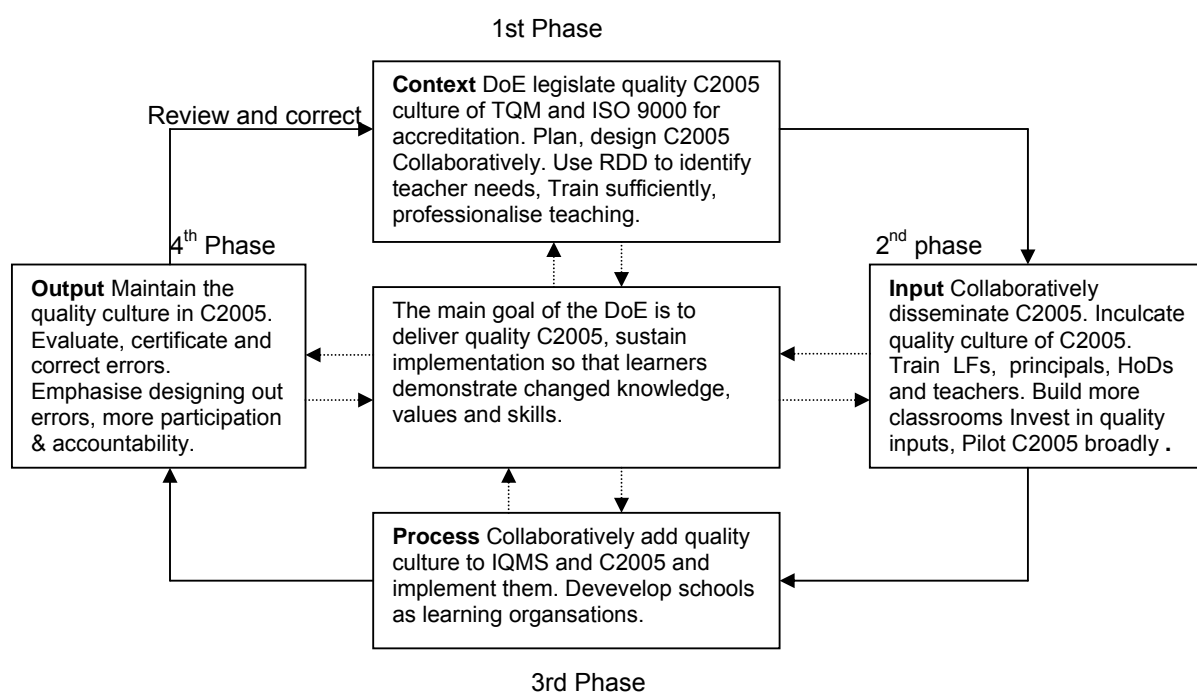 1st Phase
Context DoE legislate quality C2005
culture of TQM and ISO 9000 for
accreditation. Plan, design C2005
Collaboratively. Use RDD to identify
teacher needs, Train sufficiently,
professionalise teaching.
Review and correct
4th Phase
2nd phase
Output Maintain the
quality culture in C2005.
Evaluate, certificate and
correct errors.
Emphasise designing out
errors, more participation
& accountability.
The main goal of the DoE is to
deliver quality C2005, sustain
implementation so that learners
demonstrate changed knowledge,
values and skills.
Input Collaboratively
disseminate C2005. Inculcate
quality culture of C2005.
Train LFs, principals, HoDs
and teachers. Build more
classrooms Invest in quality
inputs, Pilot C2005 broadly .
Process Collaboratively add quality
culture to IQMS and C2005 and
implement them. Devevelop schools
as learning organsations.
3rd Phase